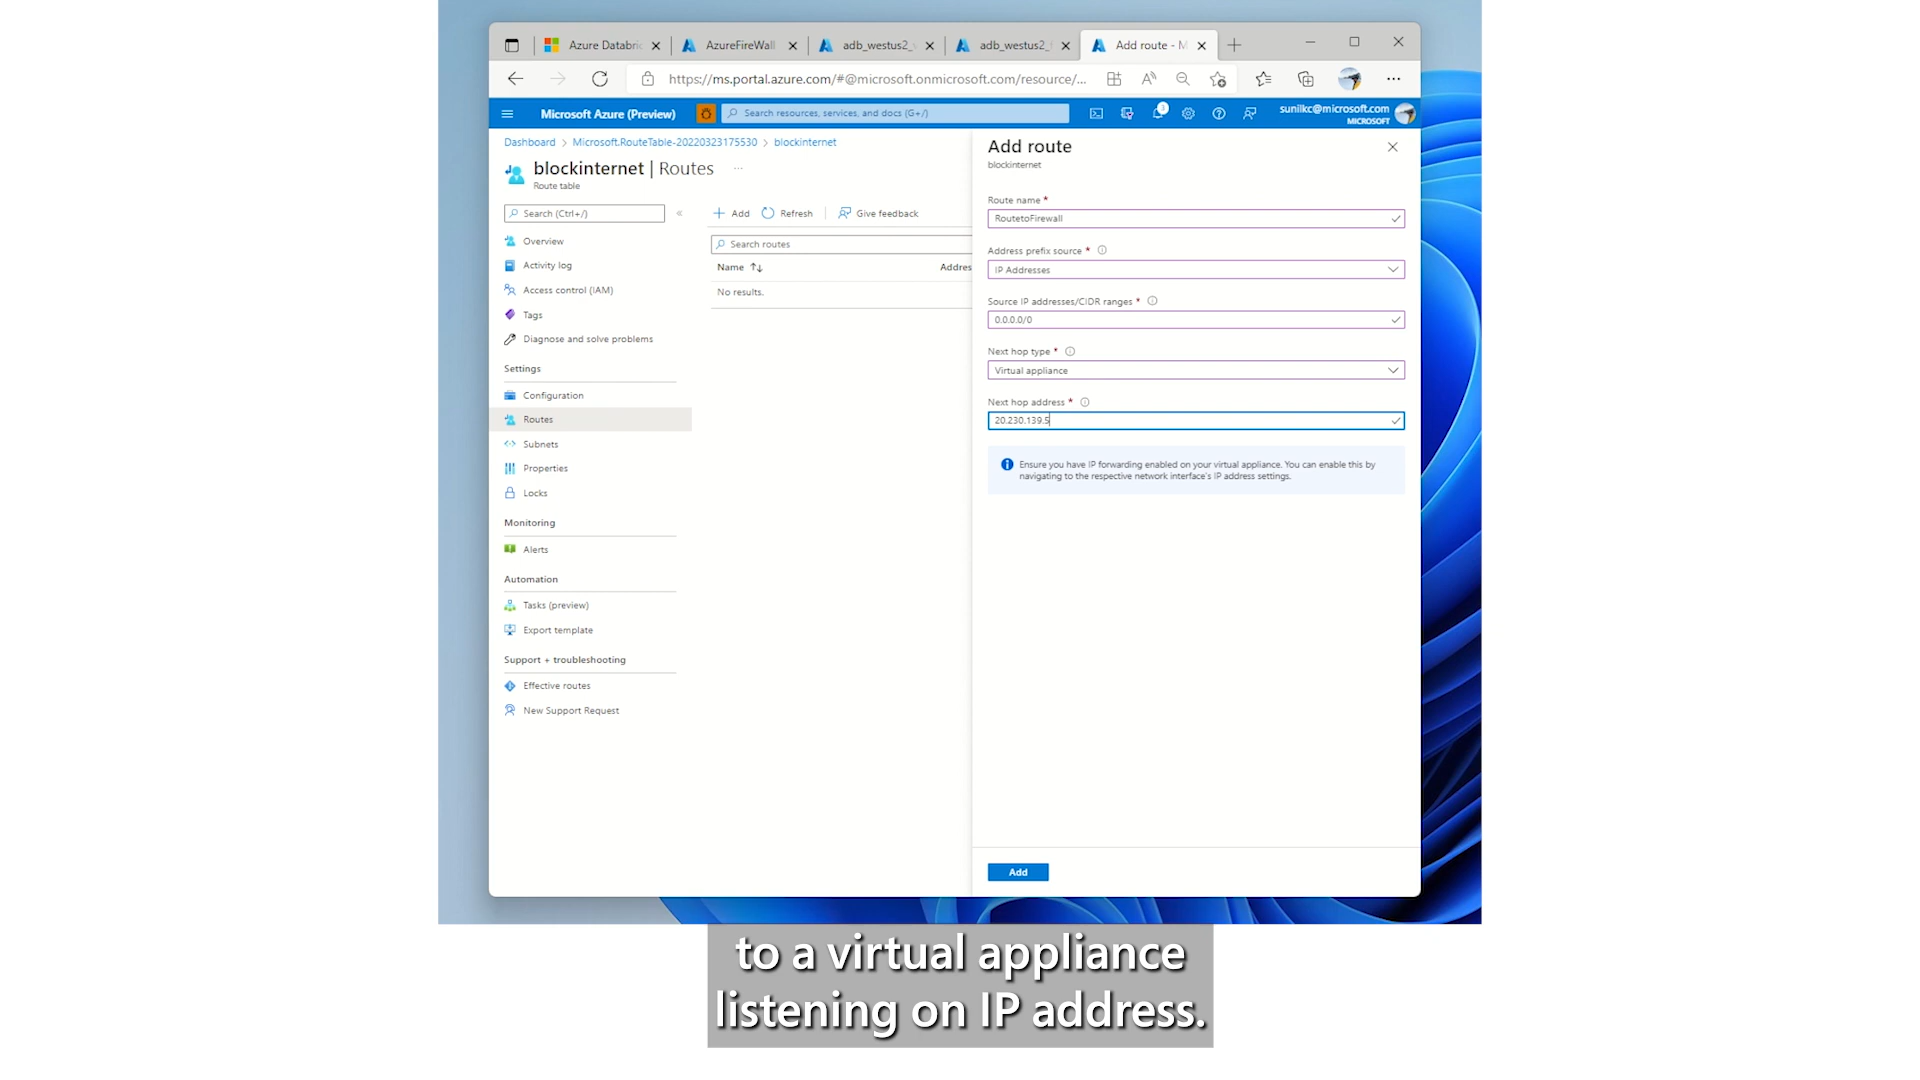 Azure Databri
AzureFireWall
adb_westus2_
adb_westus2_
Add route - M
https://ms.portal.azure.com/#@microsoft.onmicrosoft.com/resource/...
Microsoft Azure (Preview)
Search resources, services, and docs (G+/)
sunilkc@microsoft.com
MICROSOFT
Dashboard > Microsoft.RouteTable-20220323175530 > blockinternet
blockinternet | Routes ...
Route table
Search (Ctrl+/)
Overview
Activity log
Access control (IAM)
Tags
Diagnose and solve problems
Settings
Configuration
Routes
Subnets
Properties
Locks
Monitoring
Alerts
Automation
Tasks (preview)
Export template
Support + troubleshooting
Effective routes
New Support Request
Add Refresh Give feedback
Search routes
Name Addres
No results.
Add route
blockinternet
Route name *
RoutetoFirewall
Address prefix source *
IP Addresses
Source IP addresses/CIDR ranges *
0.0.0.0/0
Next hop type *
Virtual appliance
Next hop address *
20.230.139.5
Ensure you have IP forwarding enabled on your virtual appliance. You can enable this by
navigating to the respective network interface's IP address settings.
Add
to a virtual appliance
listening on IP address.